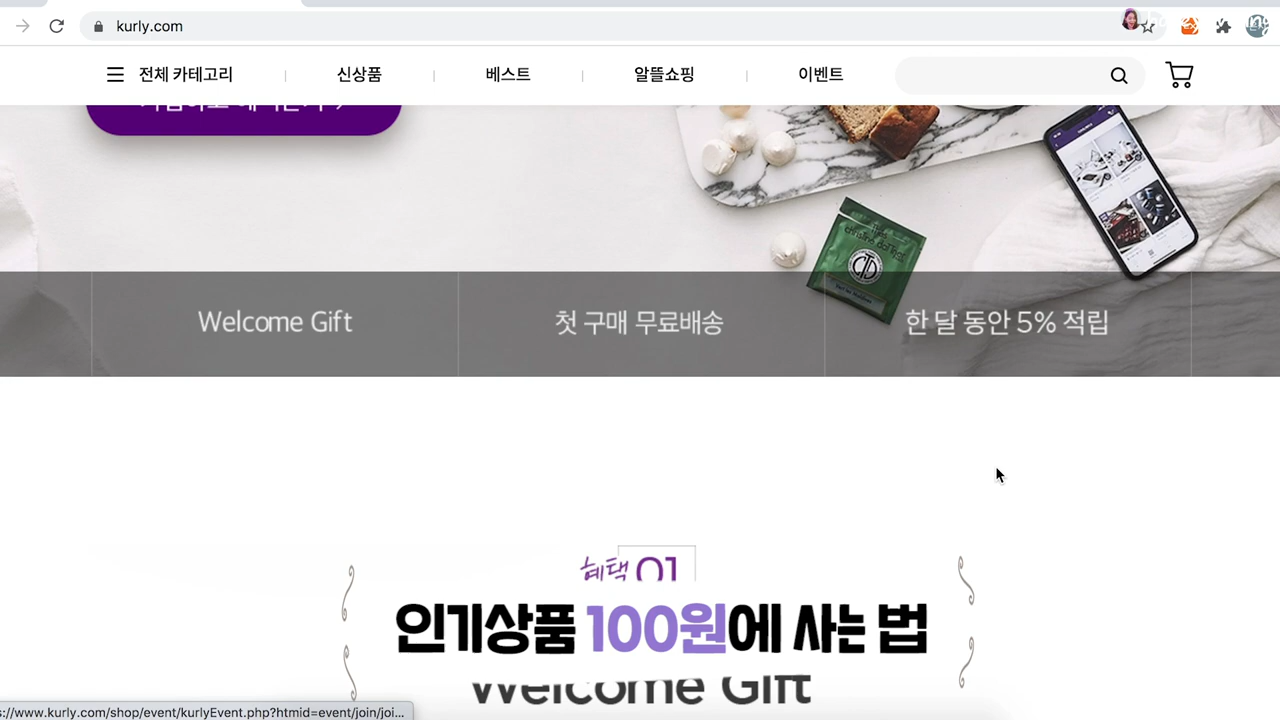 kurly.com
전체 카테고리
신상품
베스트
알뜰쇼핑
이벤트
Welcome Gift
첫 구매 무료배송
한 달 동안 5% 적립
혜택 01
인기상품 100원에 사는 법
Welcome Gift
s://www.kurly.com/shop/event/kurlyEvent.php?htmid=event/join/joi...